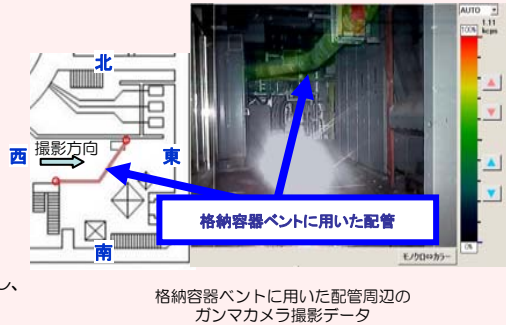 北
西
撮影方向
東
南
格納容器ベントに用いた配管
AUTO
1.11
100%
kcps
0%
モノクロ⇔カラー
し、
格納容器ベントに用いた配管周辺の
ガンマカメラ撮影データ